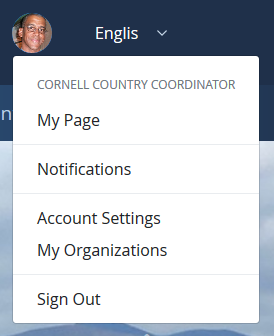 Englis
CORNELL COUNTRY COORDINATOR
n
My Page
Notifications
Account Settings
My Organizations
Sign Out